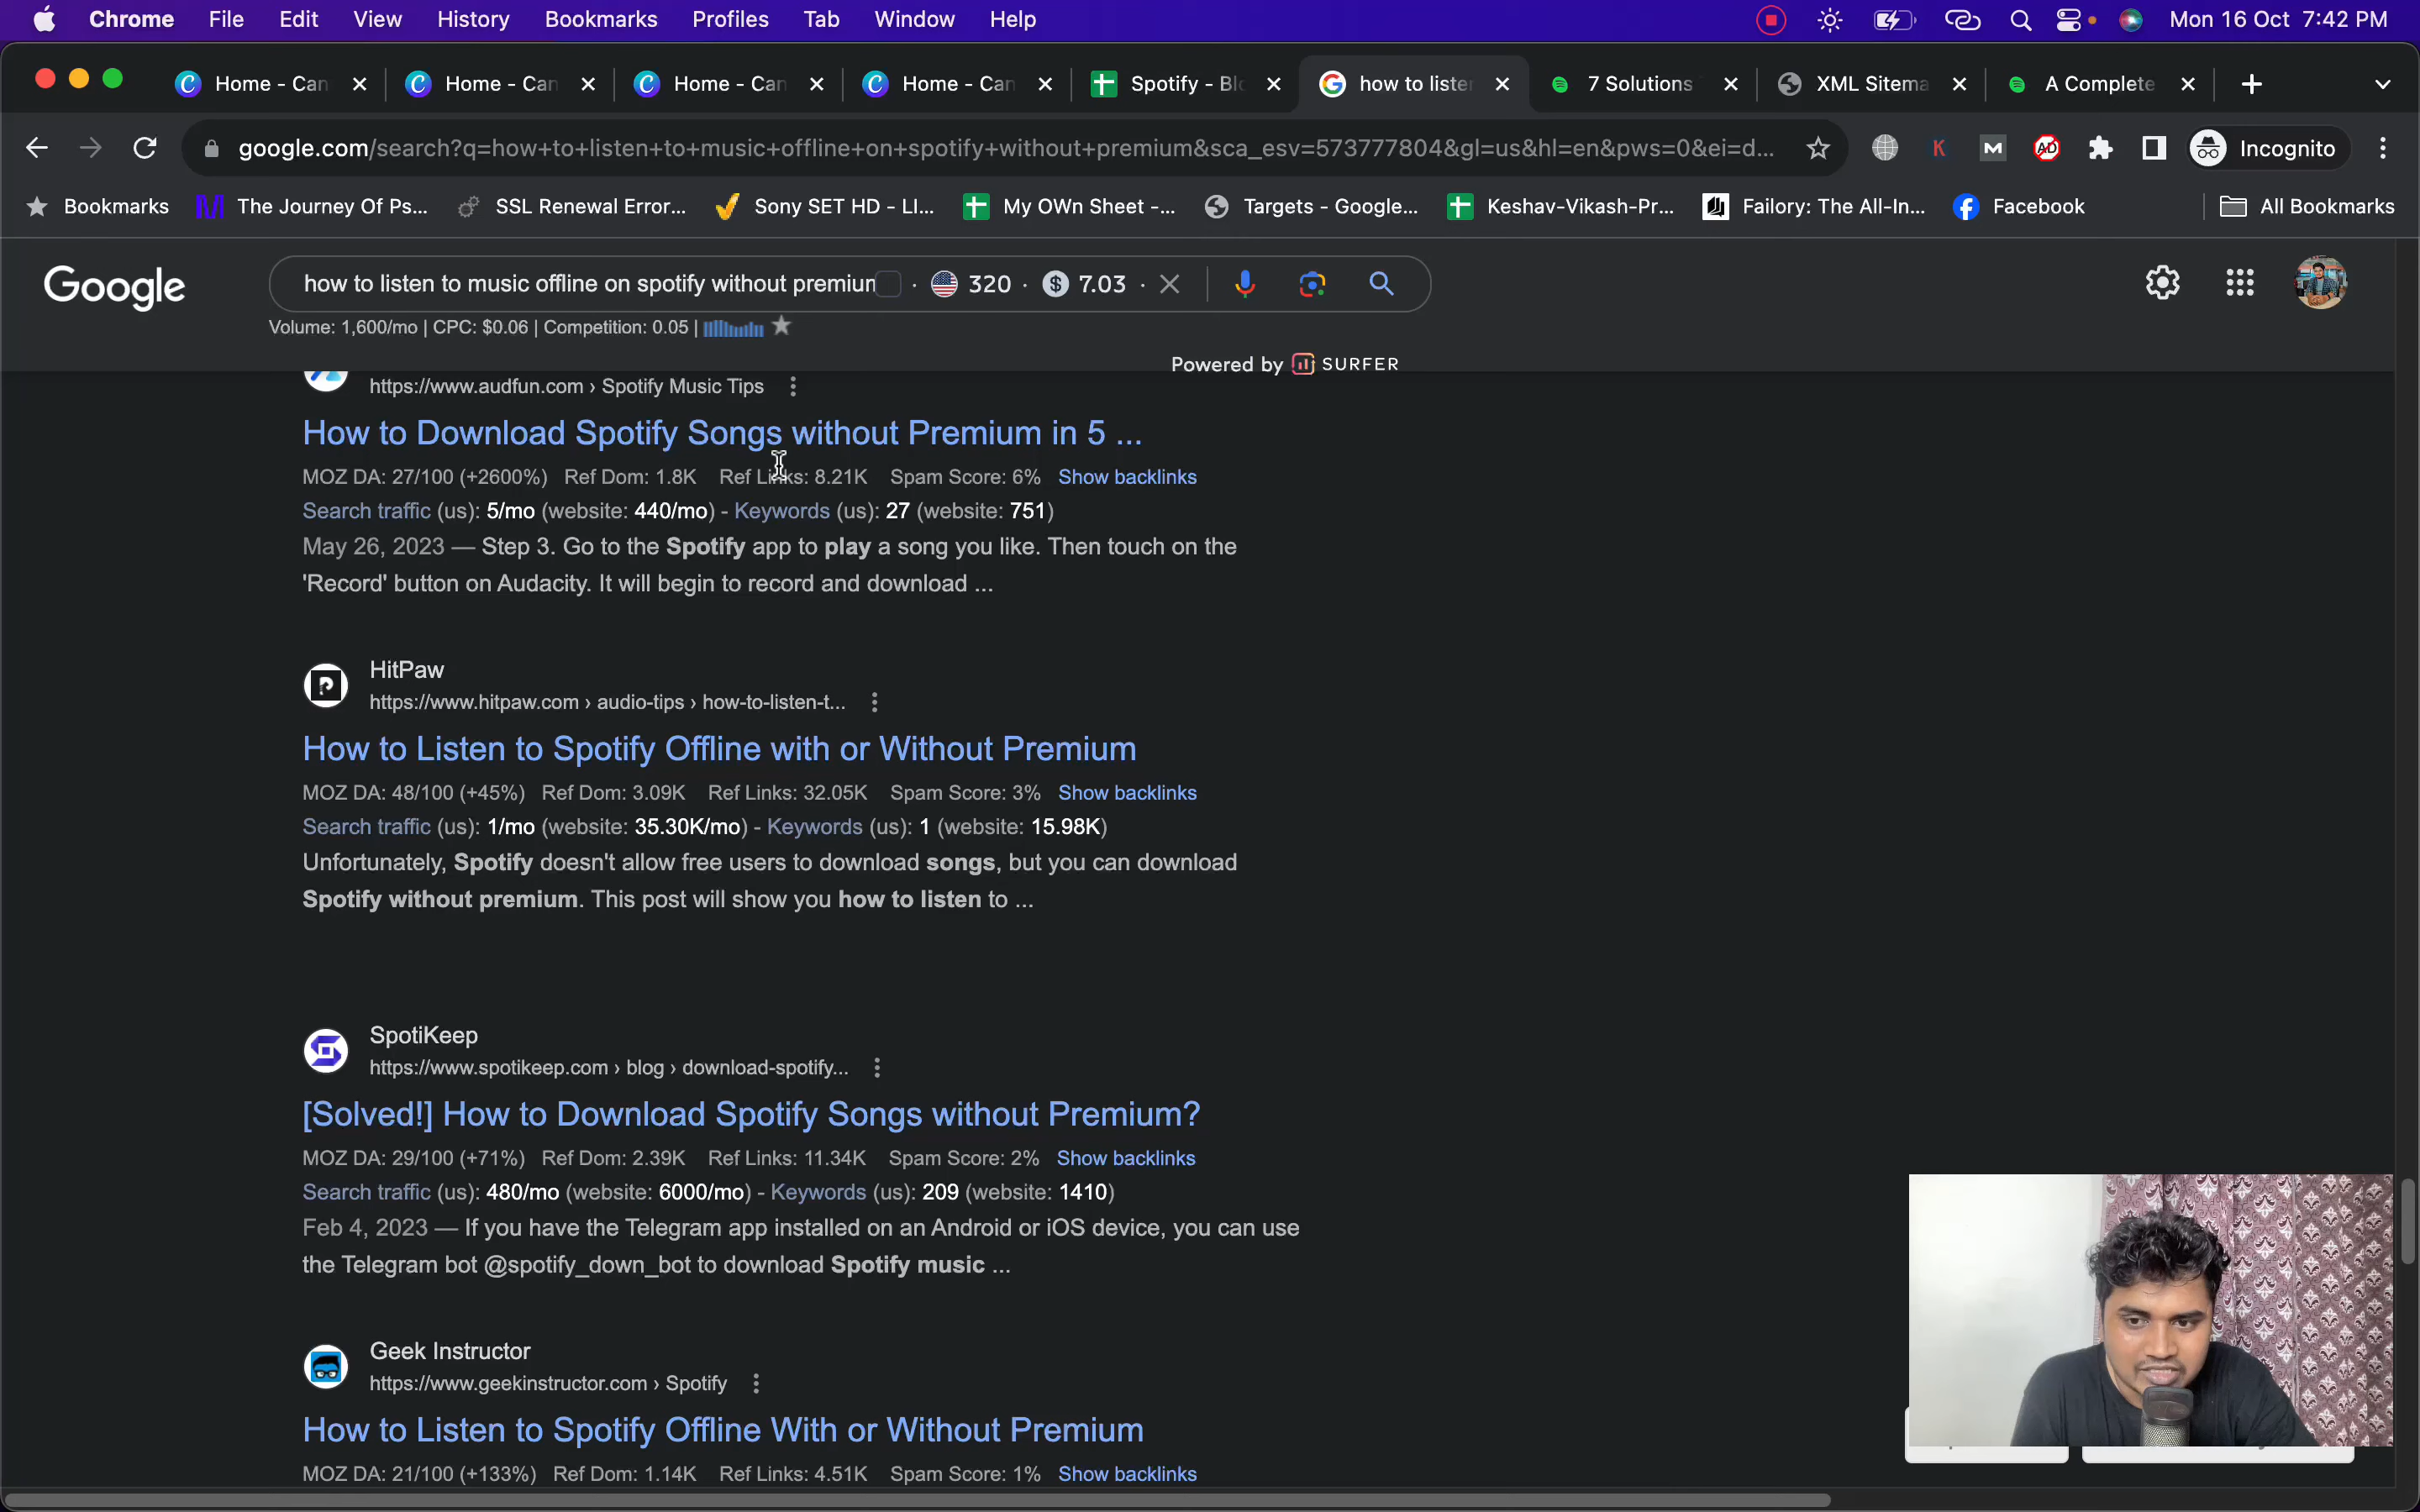 Chrome File Edit View History Bookmarks Profiles Tab Window Help Mon 16 Oct 7:42 PM
Home - Can Home - Can Home - Can Home - Can Spotify - Blo how to listen 7 Solutions XML Sitema A Complete
google.com/search?q=how+to+listen+to+music+offline+on+spotify+without+premium&sca_esv=573777804&gl=us&hl=en&pws=0&ei=d... K M AD Incognito
Bookmarks The Journey Of Ps... SSL Renewal Error... Sony SET HD - LI... My OWn Sheet -... Targets - Google... Keshav-Vikash-Pr... Failory: The All-In... Facebook All Bookmarks
Google how to listen to music offline on spotify without premium · 320 · $ 7.03 ·
Volume: 1,600/mo | CPC: $0.06 | Competition: 0.05 |
Powered by SURFER
https://www.audfun.com › Spotify Music Tips
How to Download Spotify Songs without Premium in 5 ...
MOZ DA: 27/100 (+2600%) Ref Dom: 1.8K Ref Links: 8.21K Spam Score: 6% Show backlinks
Search traffic (us): 5/mo (website: 440/mo) - Keywords (us): 27 (website: 751)
May 26, 2023 — Step 3. Go to the Spotify app to play a song you like. Then touch on the
'Record' button on Audacity. It will begin to record and download ...
HitPaw
https://www.hitpaw.com › audio-tips › how-to-listen-t...
How to Listen to Spotify Offline with or Without Premium
MOZ DA: 48/100 (+45%) Ref Dom: 3.09K Ref Links: 32.05K Spam Score: 3% Show backlinks
Search traffic (us): 1/mo (website: 35.30K/mo) - Keywords (us): 1 (website: 15.98K)
Unfortunately, Spotify doesn't allow free users to download songs, but you can download
Spotify without premium. This post will show you how to listen to ...
SpotiKeep
https://www.spotikeep.com › blog › download-spotify...
[Solved!] How to Download Spotify Songs without Premium?
MOZ DA: 29/100 (+71%) Ref Dom: 2.39K Ref Links: 11.34K Spam Score: 2% Show backlinks
Search traffic (us): 480/mo (website: 6000/mo) - Keywords (us): 209 (website: 1410)
Feb 4, 2023 — If you have the Telegram app installed on an Android or iOS device, you can use
the Telegram bot @spotify_down_bot to download Spotify music ...
Geek Instructor
https://www.geekinstructor.com › Spotify
How to Listen to Spotify Offline With or Without Premium
MOZ DA: 21/100 (+133%) Ref Dom: 1.14K Ref Links: 4.51K Spam Score: 1% Show backlinks